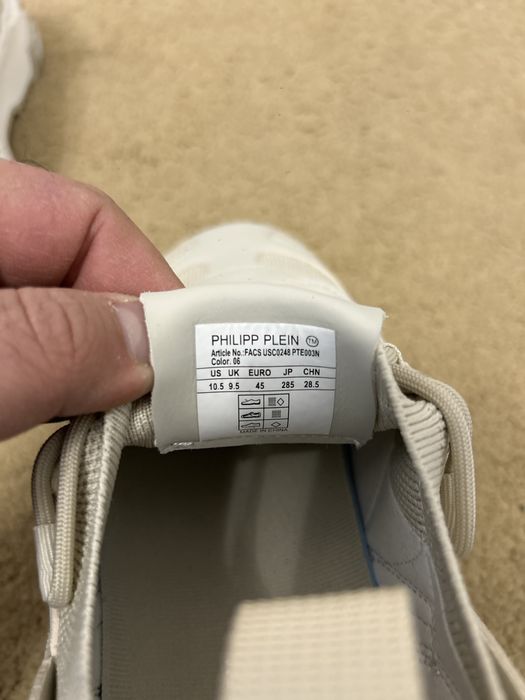 PHILIPP PLEIN TM
Article No.:FACS USC0248 PTE003N
Color. 06
US UK EURO JP CHN
10.5 9.5 45 285 28.5
MADE IN CHINA